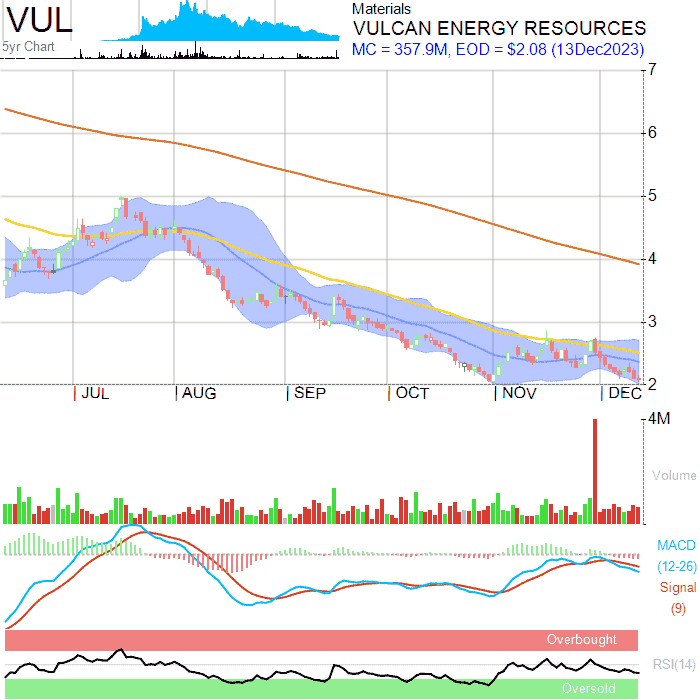 VUL
5yr Chart
Materials
VULCAN ENERGY RESOURCES
MC = 357.9M, EOD = $2.08 (13Dec2023)
7
6
5
4
3
2
JUL AUG SEP OCT NOV DEC
4M
Volume
MACD
(12-26)
Signal
(9)
Overbought
RSI(14)
Oversold